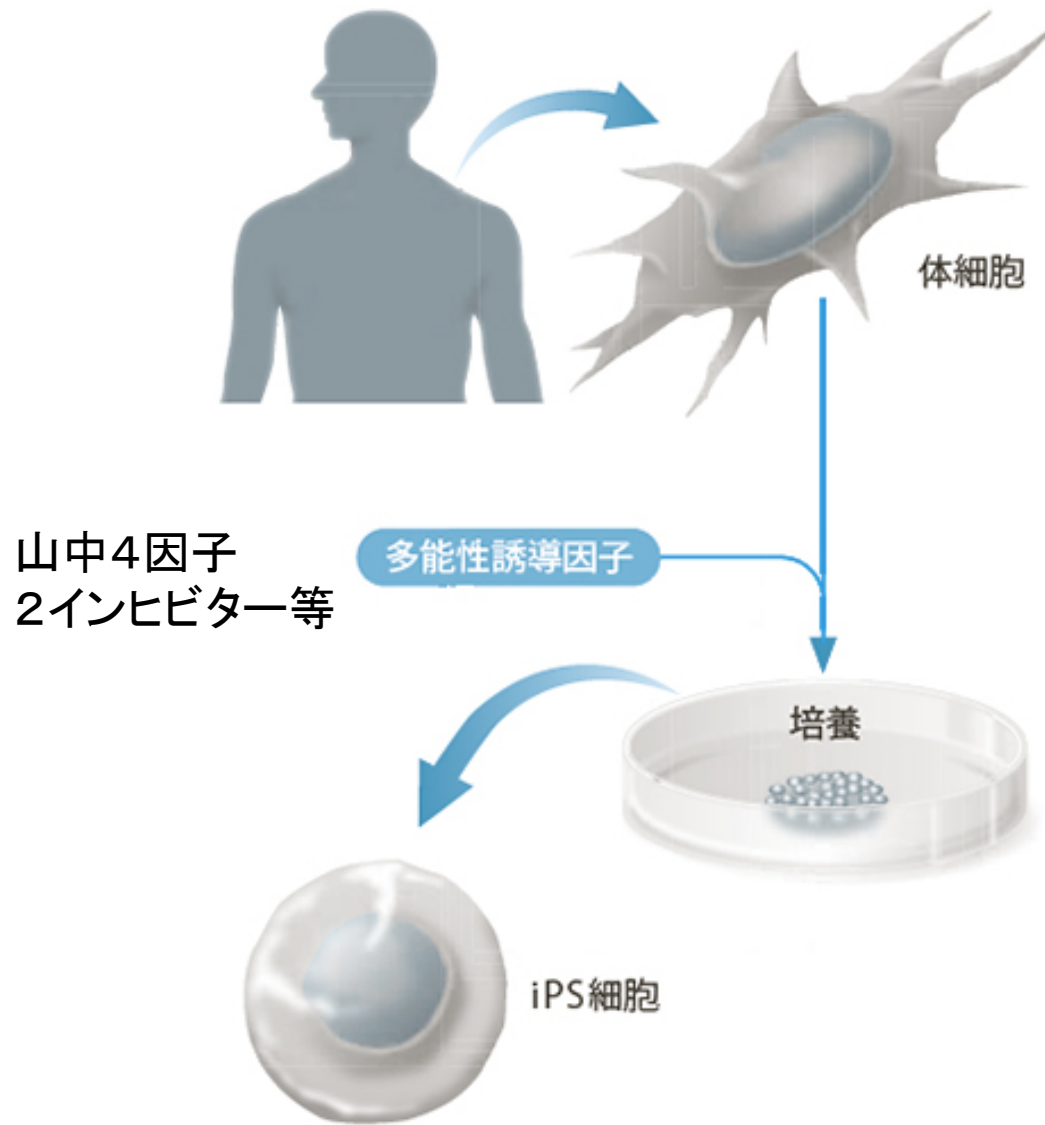 体細胞
山中４因子
２インヒビター等
多能性誘導因子
培養
iPS細胞